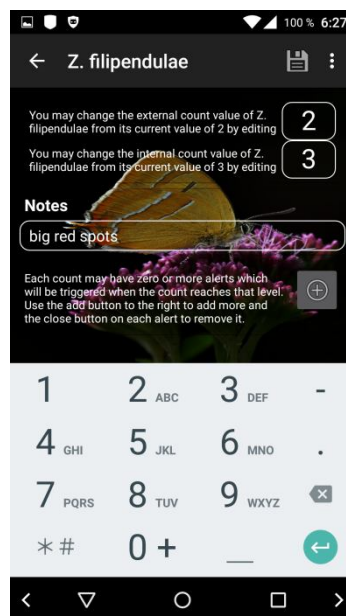 100 % 6:27
Z. filipendulae
You may change the external count value of Z.
filipendulae from its current value of 2 by editing
2
You may change the internal count value of Z.
filipendulae from its current value of 3 by editing
3
Notes
big red spots
Each count may have zero or more alerts which
will be triggered when the count reaches that level.
Use the add button to the right to add more and
the close button on each alert to remove it.
1 2 ABC 3 DEF -
4 GHI 5 JKL 6 MNO .
7 PQRS 8 TUV 9 WXYZ
*# 0 + _